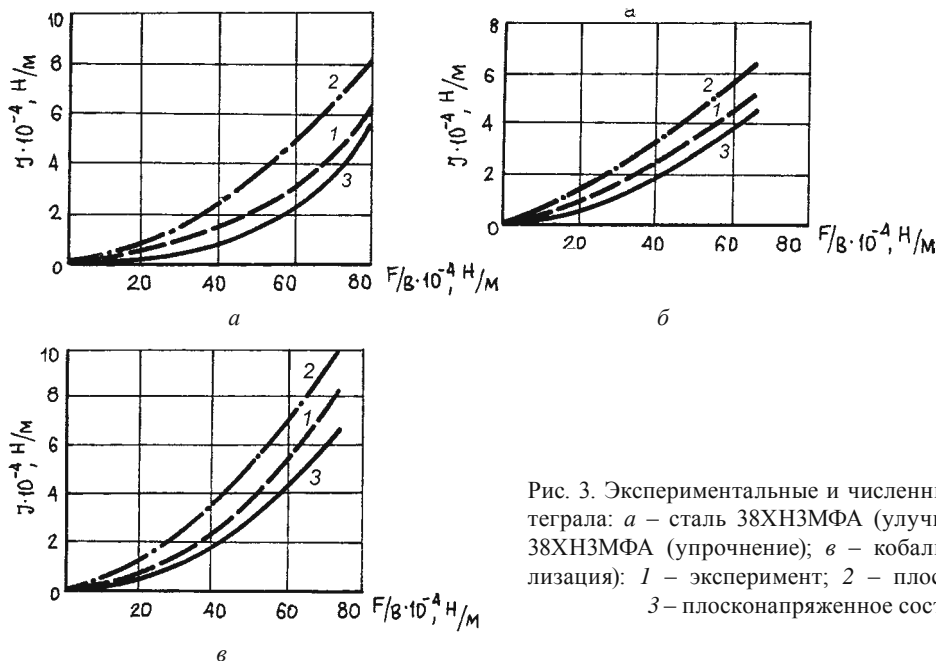 10
8
6
4
2
0
J·10⁻⁴, Н/м
2
1
3
20 40 60 80
F/в·10⁻⁴, Н/м
а
а
8
6
4
2
0
J·10⁻⁴, Н/м
2
1
3
20 40 60 80
F/в·10⁻⁴, Н/м
б
10
8
6
4
2
0
J·10⁻⁴, Н/м
2
1
3
20 40 60 80
F/в·10⁻⁴, Н/м
в
Рис. 3. Экспериментальные и численн
теграла: а – сталь 38ХН3МФА (улучш
38ХН3МФА (упрочнение); в – кобаль
лизация): 1 – эксперимент; 2 – плос
3 – плосконапряженное сост